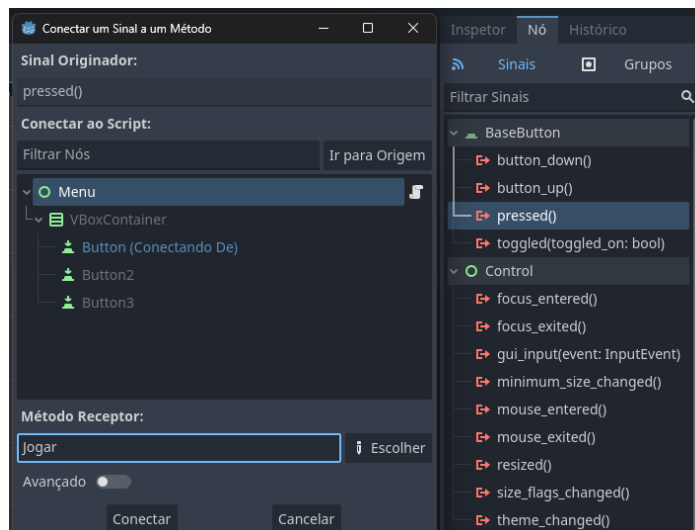 Conectar um Sinal a um Método
Sinal Originador:
pressed()
Conectar ao Script:
Filtrar Nós
Ir para Origem
Menu
VBoxContainer
Button (Conectando De)
Button2
Button3
Método Receptor:
Jogar
Escolher
Avançado
Conectar
Cancelar
Inspetor
Nó
Histórico
Sinais
Grupos
Filtrar Sinais
BaseButton
button_down()
button_up()
pressed()
toggled(toggled_on: bool)
Control
focus_entered()
focus_exited()
gui_input(event: InputEvent)
minimum_size_changed()
mouse_entered()
mouse_exited()
resized()
size_flags_changed()
theme_changed()